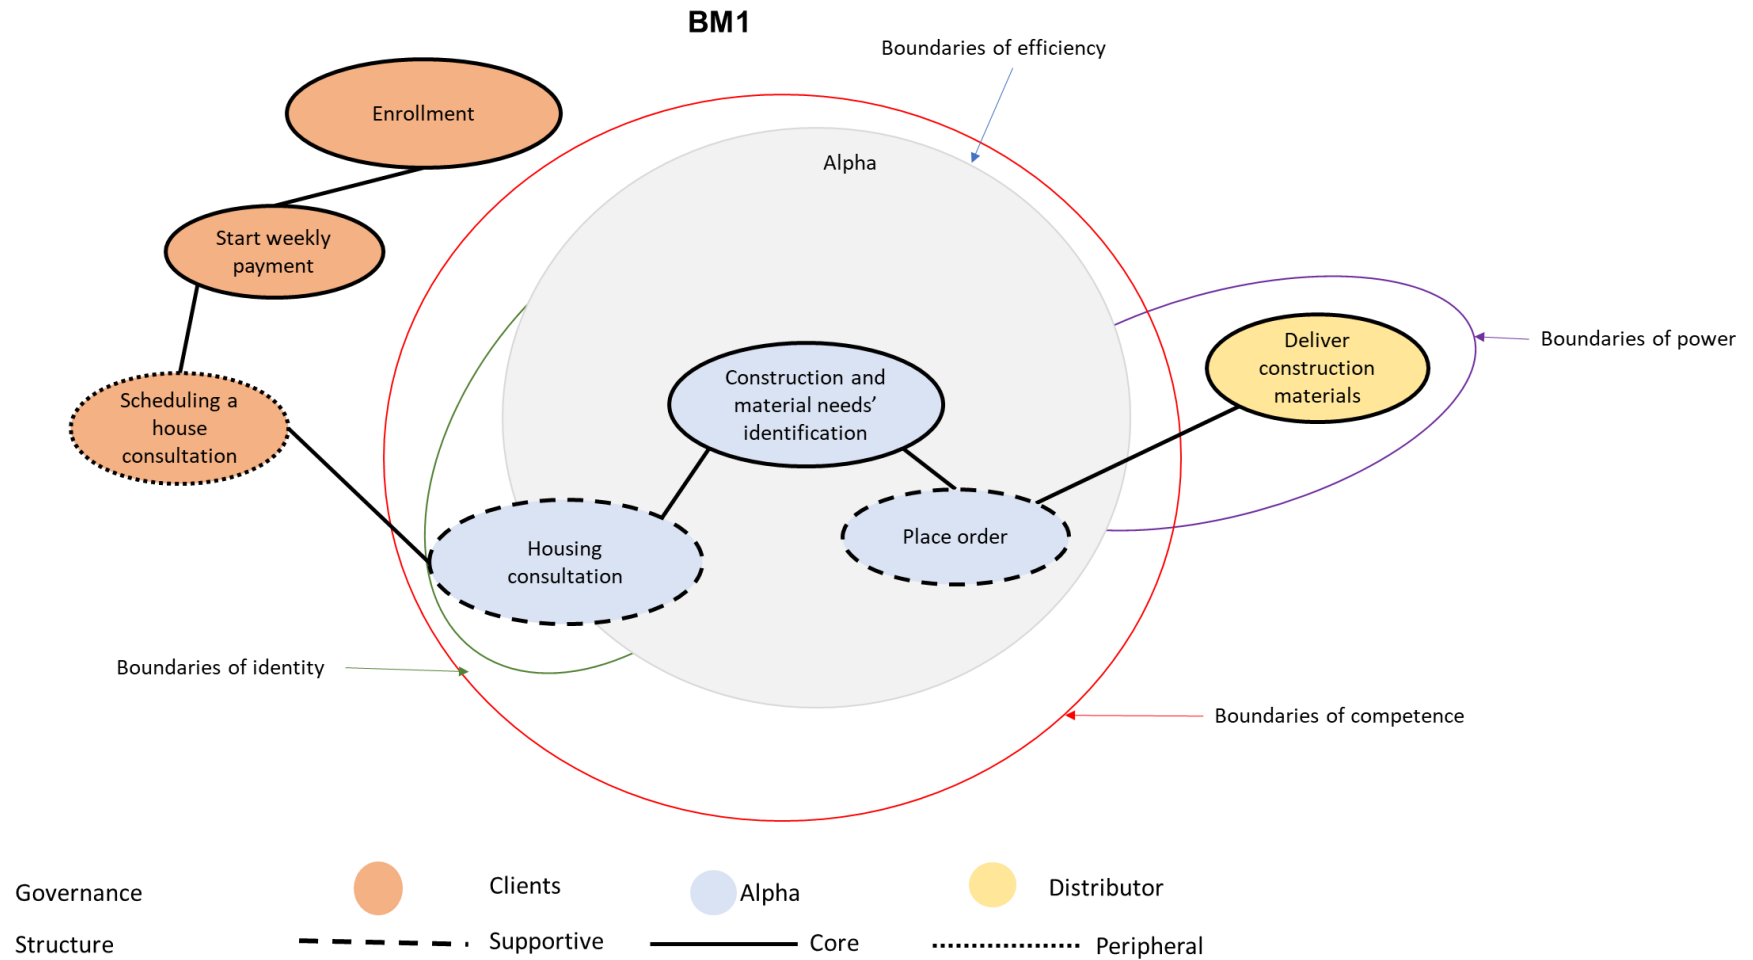 BM1
Boundaries of efficiency
Enrollment
Alpha
Start weekly
payment
Boundaries of power
Deliver
construction
materials
Construction and
material needs’
identification
Scheduling a
house
consultation
Place order
Housing
consultation
Boundaries of identity
Boundaries of competence
Governance
Clients
Alpha
Distributor
Structure
Supportive
Core
Peripheral